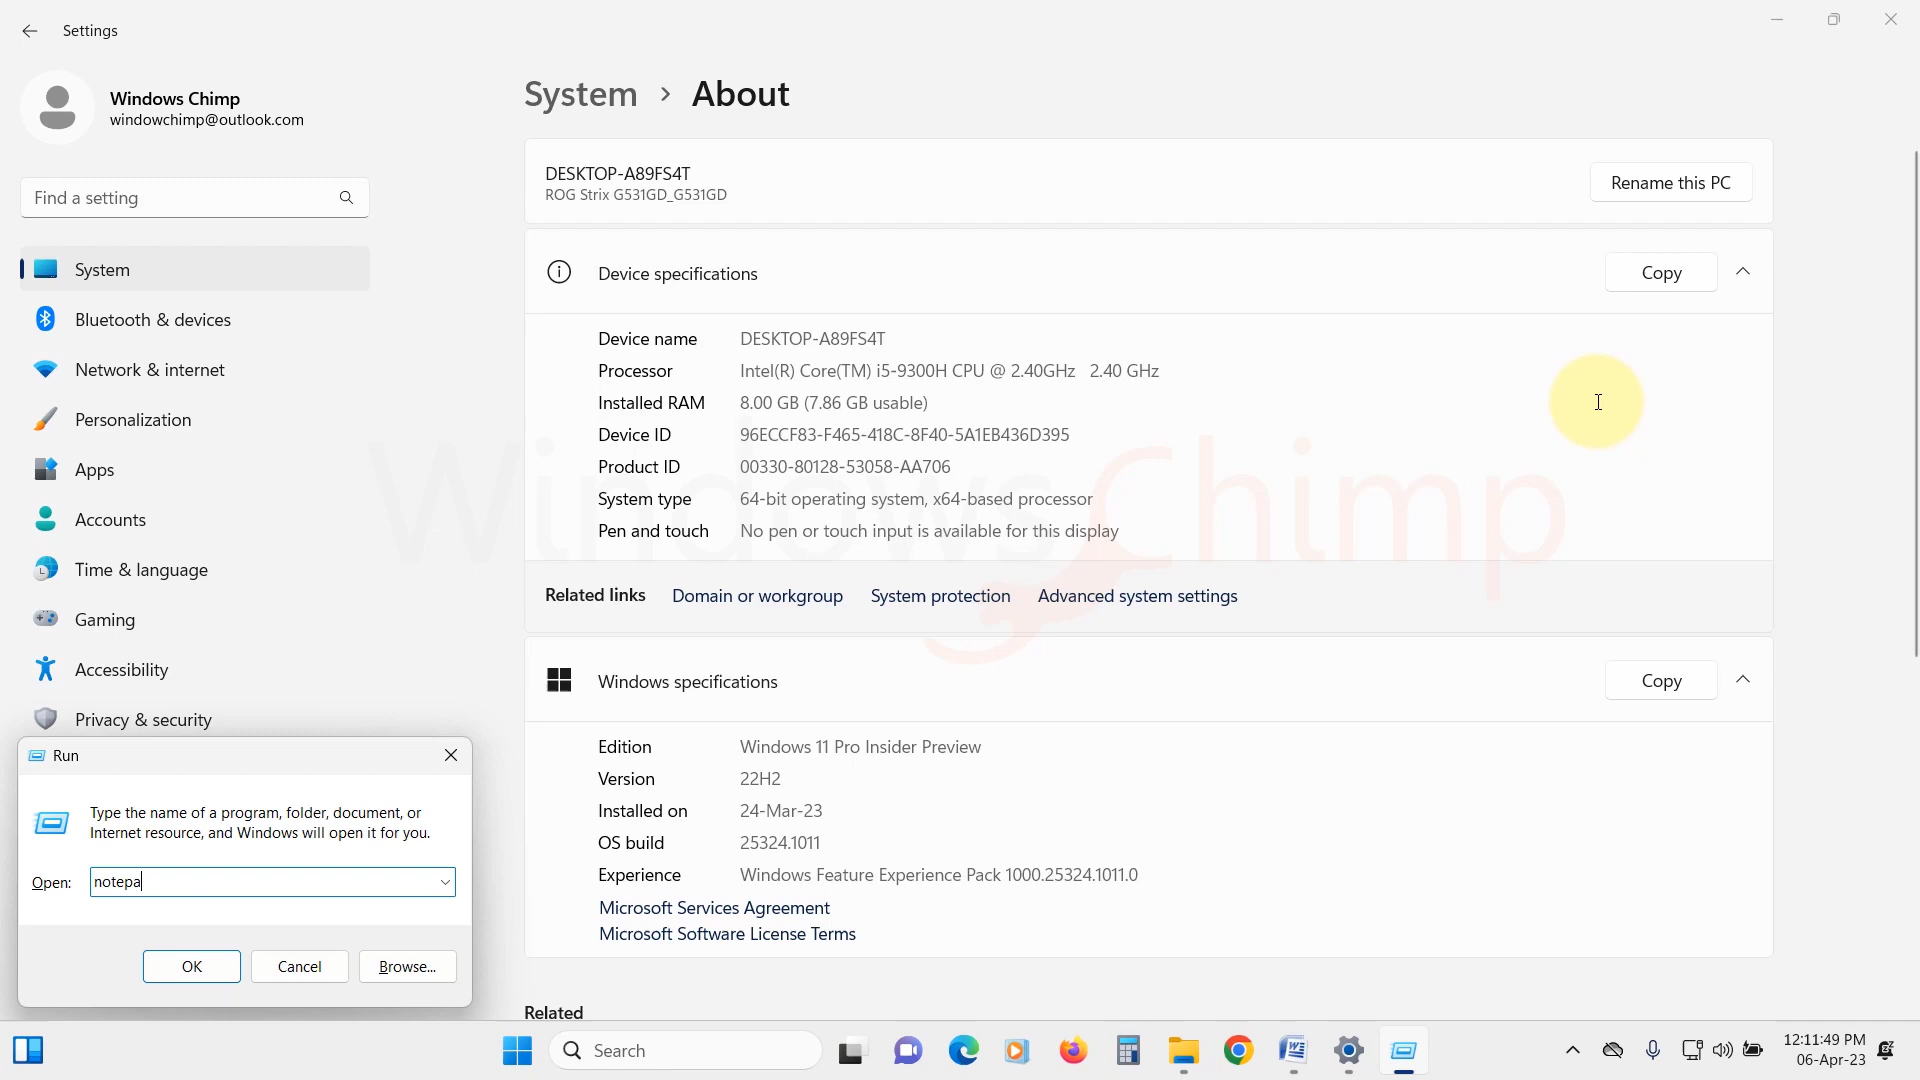 Settings
Windows Chimp
windowchimp@outlook.com
Find a setting
System
Bluetooth & devices
Network & internet
Personalization
Apps
Accounts
Time & language
Gaming
Accessibility
Privacy & security
System > About
DESKTOP-A89FS4T
ROG Strix G531GD_G531GD
Rename this PC
Device specifications
Copy
Device name DESKTOP-A89FS4T
Processor Intel(R) Core(TM) i5-9300H CPU @ 2.40GHz 2.40 GHz
Installed RAM 8.00 GB (7.86 GB usable)
Device ID 96ECCF83-F465-418C-8F40-5A1EB436D395
Product ID 00330-80128-53058-AA706
System type 64-bit operating system, x64-based processor
Pen and touch No pen or touch input is available for this display
Windows Chimp
Related links Domain or workgroup System protection Advanced system settings
Windows specifications
Copy
Edition Windows 11 Pro Insider Preview
Version 22H2
Installed on 24-Mar-23
OS build 25324.1011
Experience Windows Feature Experience Pack 1000.25324.1011.0
Microsoft Services Agreement
Microsoft Software License Terms
Related
Run
Type the name of a program, folder, document, or
Internet resource, and Windows will open it for you.
Open: notepa
OK Cancel Browse...
Search
12:11:49 PM
06-Apr-23